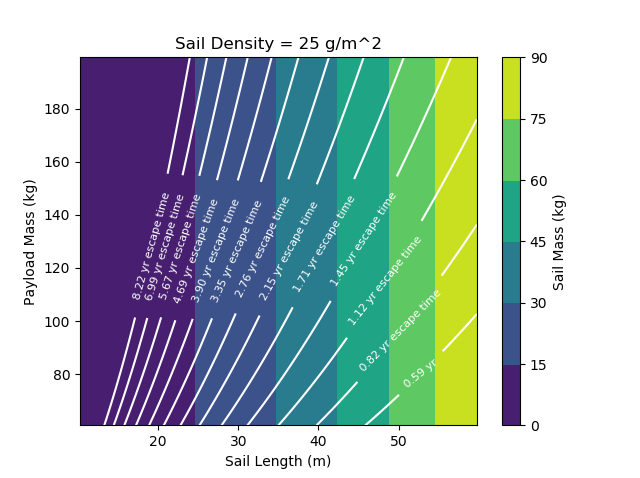 Sail Density = 25 g/m^2
Payload Mass (kg)
180
160
140
120
100
80
8.22 yr escape time
6.99 yr escape time
5.67 yr escape time
4.69 yr escape time
3.90 yr escape time
3.35 yr escape time
2.76 yr escape time
2.15 yr escape time
1.71 yr escape time
1.45 yr escape time
1.12 yr escape time
0.82 yr escape time
0.59 yr
20
30
40
50
Sail Length (m)
90
75
60
45
30
15
0
Sail Mass (kg)